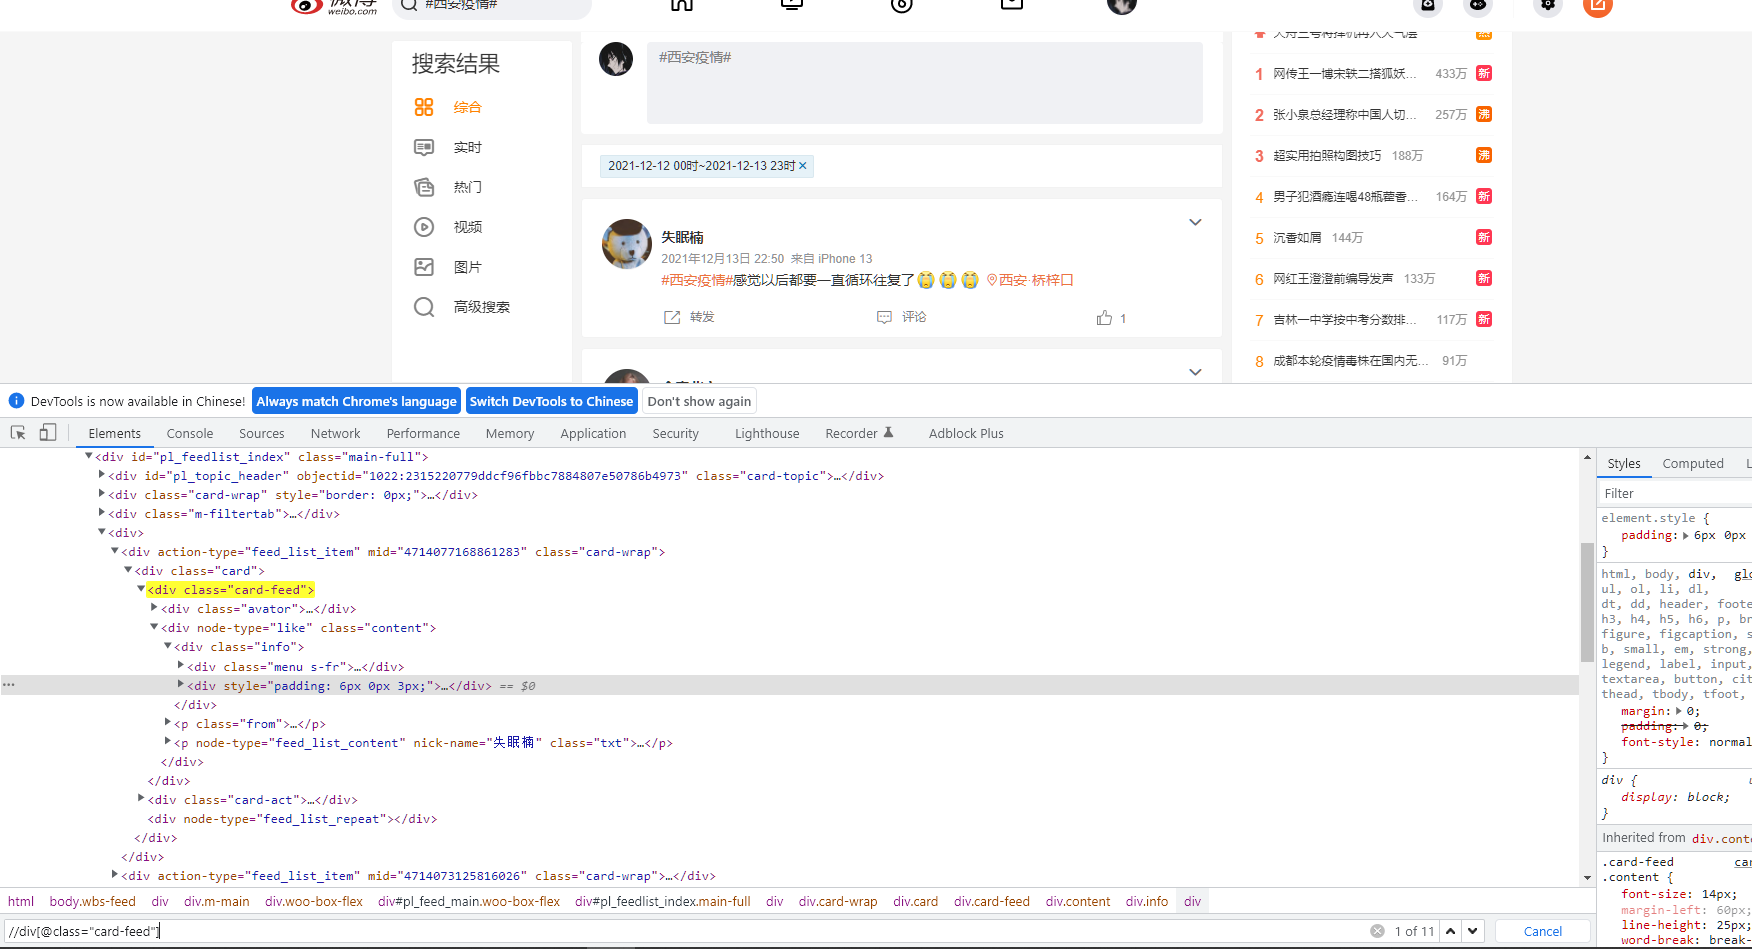 微博
weibo.com
#西安疫情#
搜索结果
综合
实时
热门
视频
图片
高级搜索
#西安疫情#
2021-12-12 00时~2021-12-13 23时 ×
失眠楠
2021年12月13日 22:50 来自 iPhone 13
#西安疫情#感觉以后都要一直循环往复了😭😭😭 西安·桥梓口
转发
评论
1
天舟三号将择机再入大气层 热
1 网传王一博宋轶二搭狐妖... 433万 新
2 张小泉总经理称中国人切... 257万 沸
3 超实用拍照构图技巧 188万 沸
4 男子犯酒瘾连喝48瓶藿香... 164万 新
5 沉香如屑 144万 新
6 网红王澄澄前编导发声 133万 新
7 吉林一中学按中考分数排... 117万 新
8 成都本轮疫情毒株在国内无... 91万
DevTools is now available in Chinese! Always match Chrome's language Switch DevTools to Chinese Don't show again
Elements Console Sources Network Performance Memory Application Security Lighthouse Recorder Adblock Plus
<div id="pl_feedlist_index" class="main-full">
<div id="pl_topic_header" objectid="1022:2315220779ddcf96fbbc7884807e50786b4973" class="card-topic">…</div>
<div class="card-wrap" style="border: 0px;">…</div>
<div class="m-filtertab">…</div>
<div>
<div action-type="feed_list_item" mid="4714077168861283" class="card-wrap">
<div class="card">
<div class="card-feed">
<div class="avator">…</div>
<div node-type="like" class="content">
<div class="info">
<div class="menu s-fr">…</div>
<div style="padding: 6px 0px 3px;">…</div> == $0
</div>
<p class="from">…</p>
<p node-type="feed_list_content" nick-name="失眠楠" class="txt">…</p>
</div>
</div>
<div class="card-act">…</div>
<div node-type="feed_list_repeat"></div>
</div>
</div>
<div action-type="feed_list_item" mid="4714073125816026" class="card-wrap">…</div>
html body.wbs-feed div div.m-main div.woo-box-flex div#pl_feed_main.woo-box-flex div#pl_feedlist_index.main-full div div.card-wrap div.card div.card-feed div.content div.info div
//div[@class="card-feed"] 1 of 11 Cancel
Styles Computed L
Filter
element.style {
padding: 6px 0px
}
html, body, div, glo
ul, ol, li, dl,
dt, dd, header, foote
h3, h4, h5, h6, p, br
figure, figcaption, s
b, small, em, strong,
legend, label, input,
textarea, button, cit
thead, tbody, tfoot,
margin: 0;
padding: 0;
font-style: normal
}
div {
display: block;
}
Inherited from div.conte
.card-feed car
.content {
font-size: 14px;
margin-left: 60px;
line-height: 25px;
word-break: break-